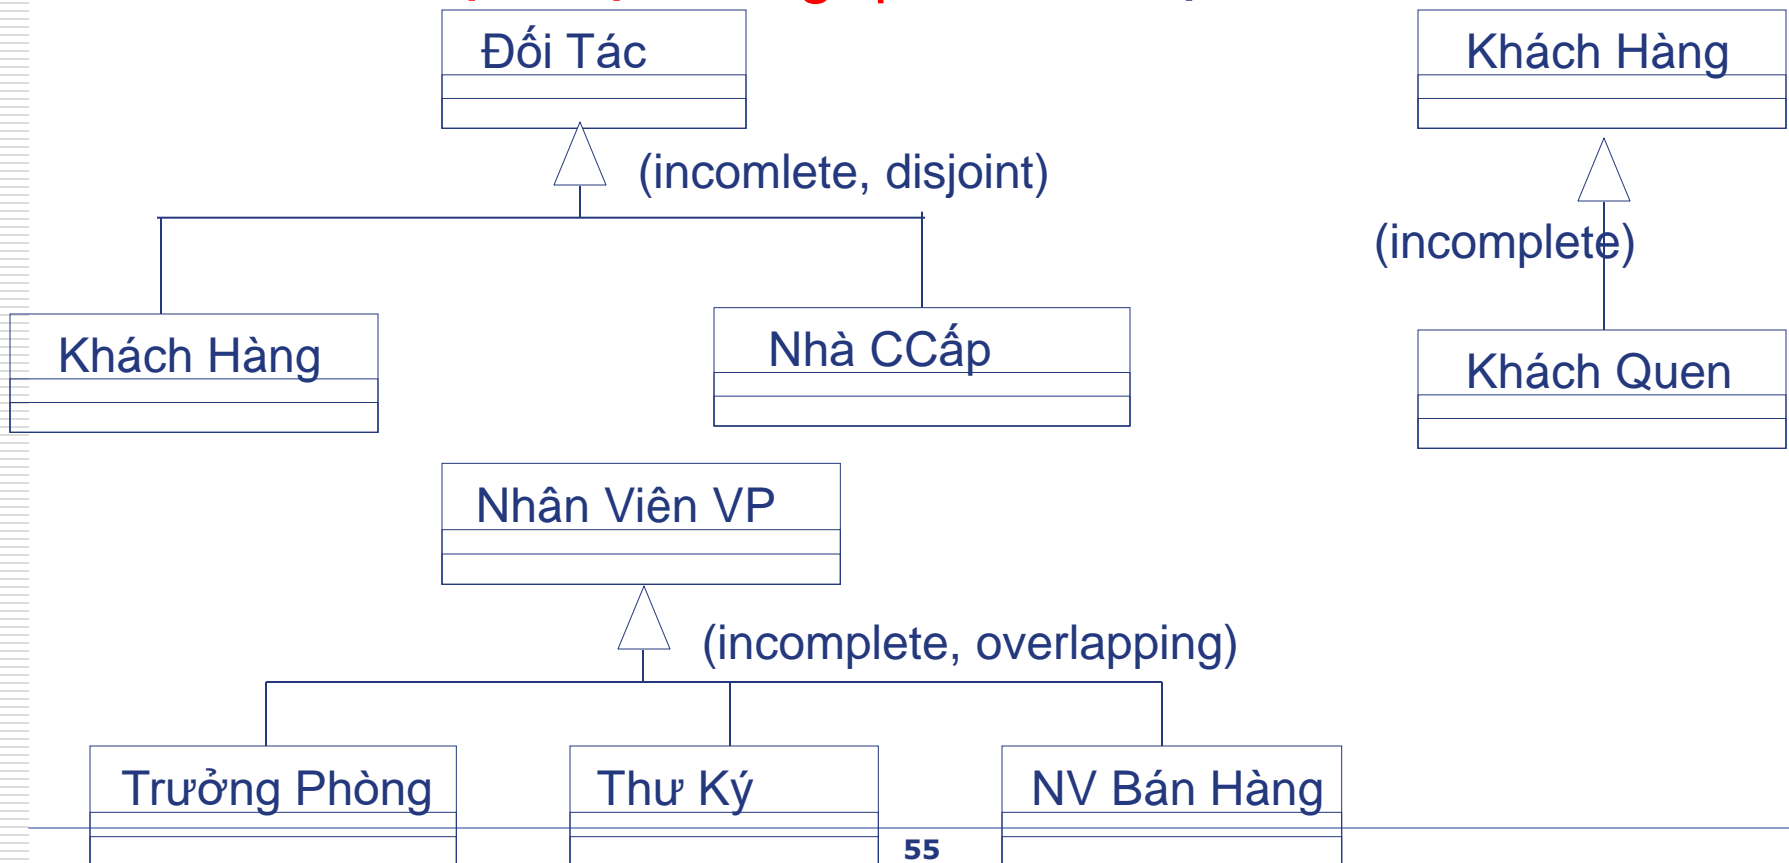 Đối Tác
Khách Hàng
(incomlete, disjoint)
(incomplete)
Khách Hàng
Nhà CCấp
Khách Quen
Nhân Viên VP
(incomplete, overlapping)
Trưởng Phòng
Thư Ký
NV Bán Hàng
55